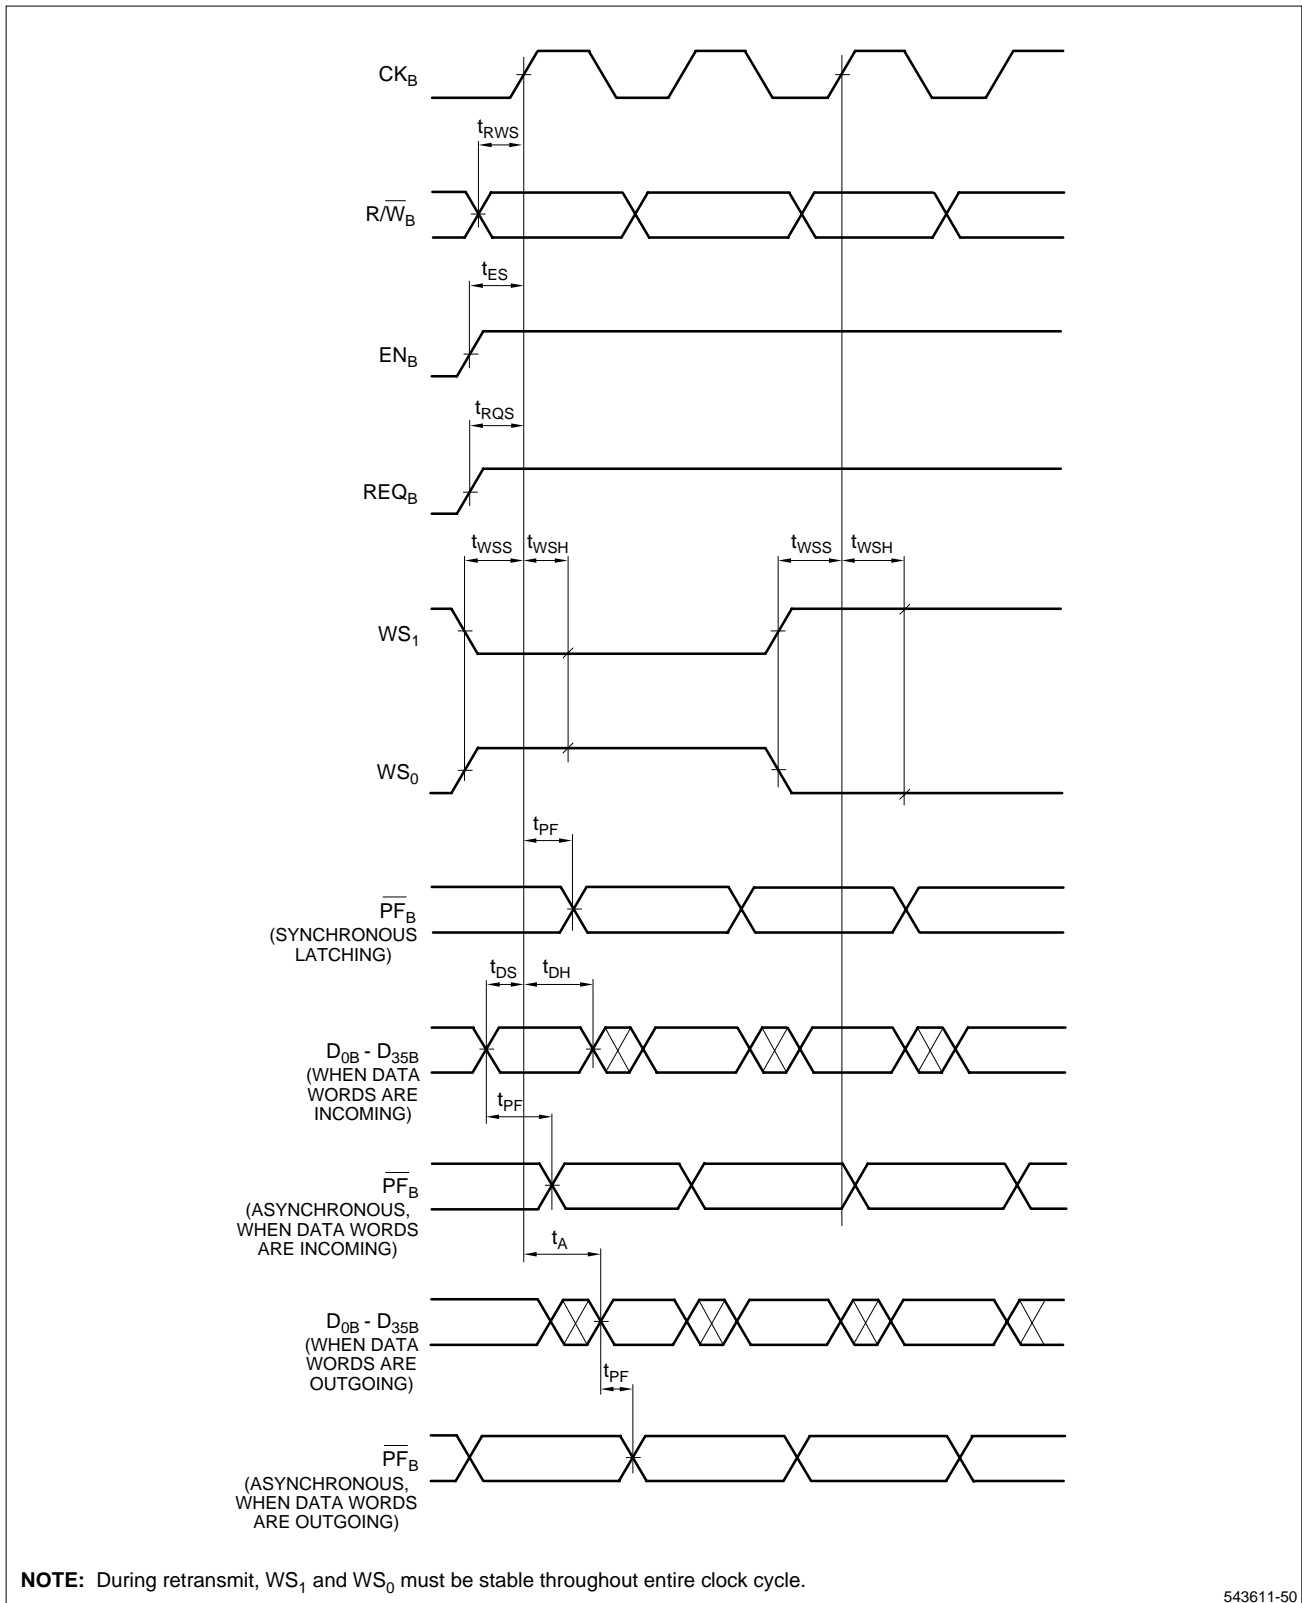 CKB
tRWS
R/W̅B
tES
ENB
tRQS
REQB
tWSS tWSH tWSS tWSH
WS1
WS0
tPF
P̅F̅B
(SYNCHRONOUS
LATCHING)
tDS tDH
D0B - D35B
(WHEN DATA
WORDS ARE
INCOMING)
tPF
P̅F̅B
(ASYNCHRONOUS,
WHEN DATA WORDS
ARE INCOMING)
tA
D0B - D35B
(WHEN DATA
WORDS ARE
OUTGOING)
tPF
P̅F̅B
(ASYNCHRONOUS,
WHEN DATA WORDS
ARE OUTGOING)
NOTE: During retransmit, WS1 and WS0 must be stable throughout entire clock cycle.
543611-50